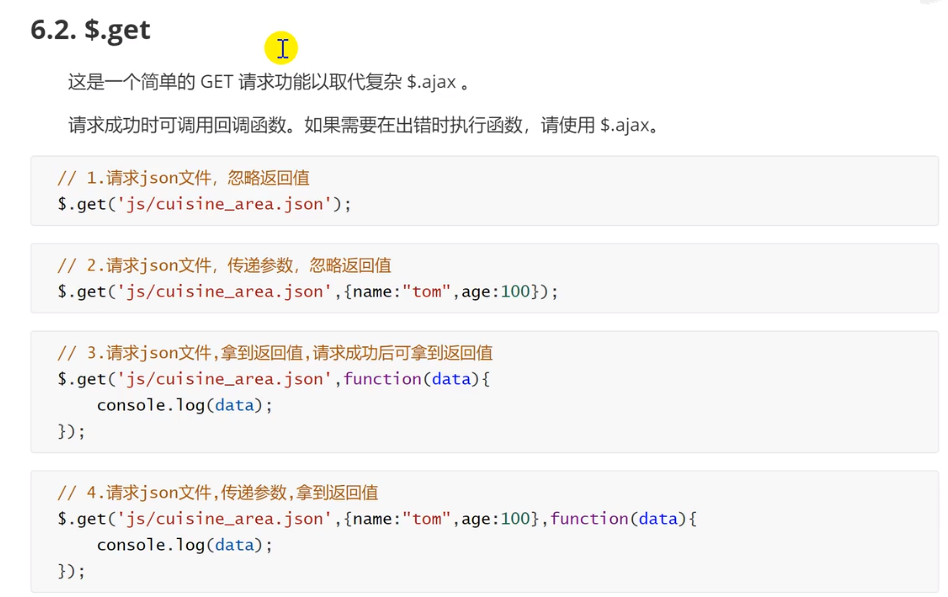 6.2. $.get
这是一个简单的 GET 请求功能以取代复杂 $.ajax 。
请求成功时可调用回调函数。如果需要在出错时执行函数，请使用 $.ajax。
// 1.请求json文件，忽略返回值
$.get('js/cuisine_area.json');
// 2.请求json文件，传递参数，忽略返回值
$.get('js/cuisine_area.json',{name:"tom",age:100});
// 3.请求json文件,拿到返回值,请求成功后可拿到返回值
$.get('js/cuisine_area.json',function(data){
    console.log(data);
});
// 4.请求json文件,传递参数,拿到返回值
$.get('js/cuisine_area.json',{name:"tom",age:100},function(data){
    console.log(data);
});